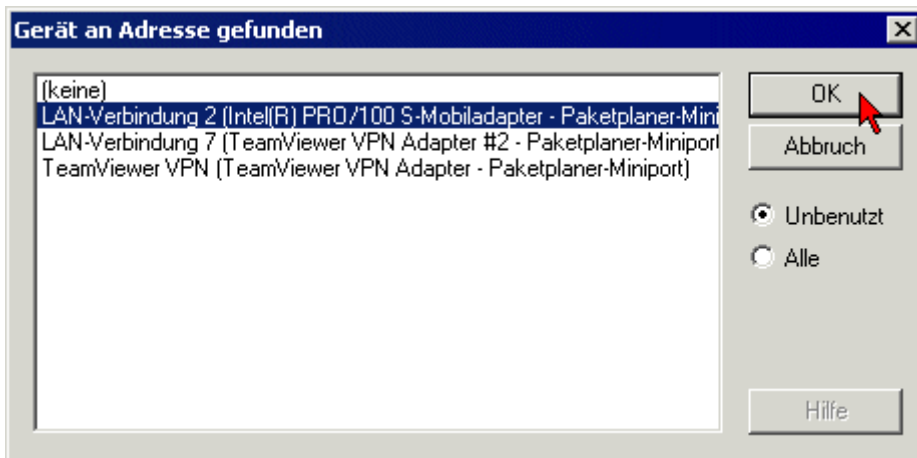 Gerät an Adresse gefunden
(keine)
LAN-Verbindung 2 (Intel(R) PRO/100 S-Mobiladapter - Paketplaner-Mini
LAN-Verbindung 7 (TeamViewer VPN Adapter #2 - Paketplaner-Miniport
TeamViewer VPN (TeamViewer VPN Adapter - Paketplaner-Miniport)
OK
Abbruch
Unbenutzt
Alle
Hilfe